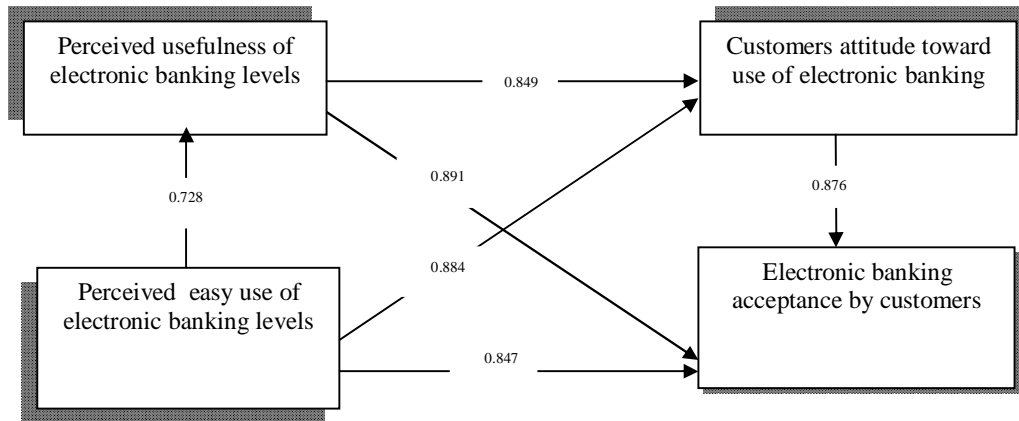 Perceived usefulness of
electronic banking levels
Customers attitude toward
use of electronic banking
0.849
0.891
0.876
0.728
0.884
Perceived easy use of
electronic banking levels
Electronic banking
acceptance by customers
0.847